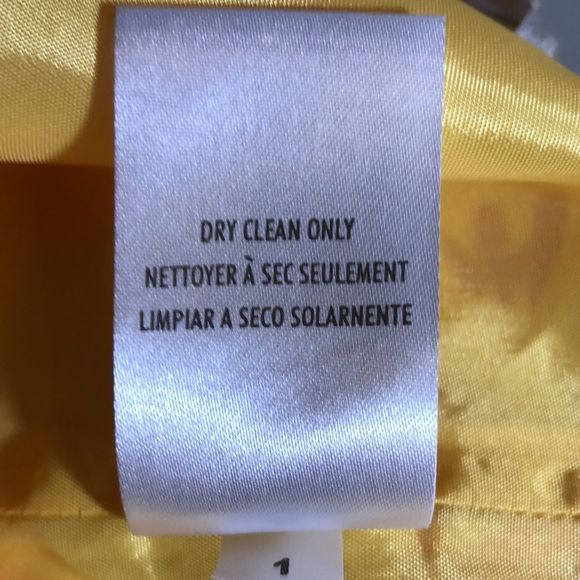 DRY CLEAN ONLY
NETTOYER À SEC SEULEMENT
LIMPIAR A SECO SOLARNENTE
1